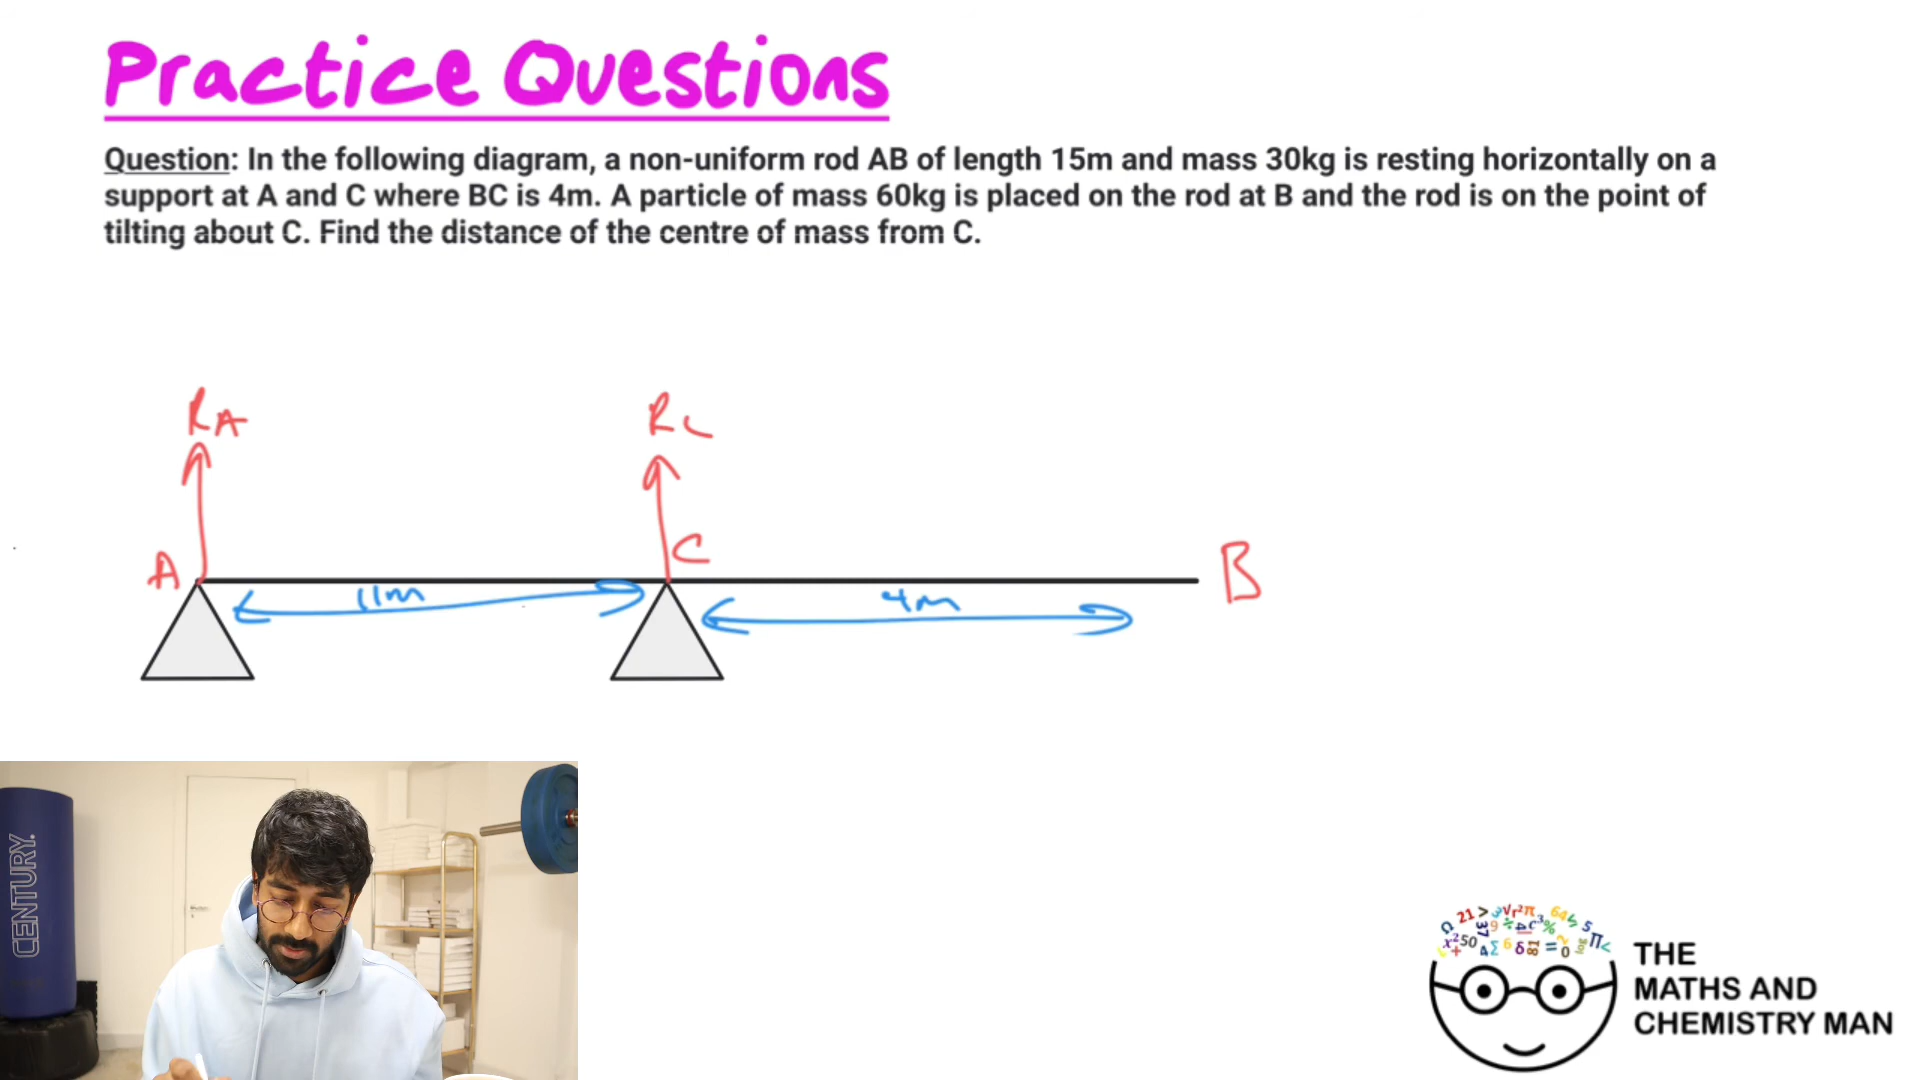 Practice Questions
Question: In the following diagram, a non-uniform rod AB of length 15m and mass 30kg is resting horizontally on a
support at A and C where BC is 4m. A particle of mass 60kg is placed on the rod at B and the rod is on the point of
tilting about C. Find the distance of the centre of mass from C.
RA
RC
A
C
B
11m
4m
CENTURY.
THE
MATHS AND
CHEMISTRY MAN